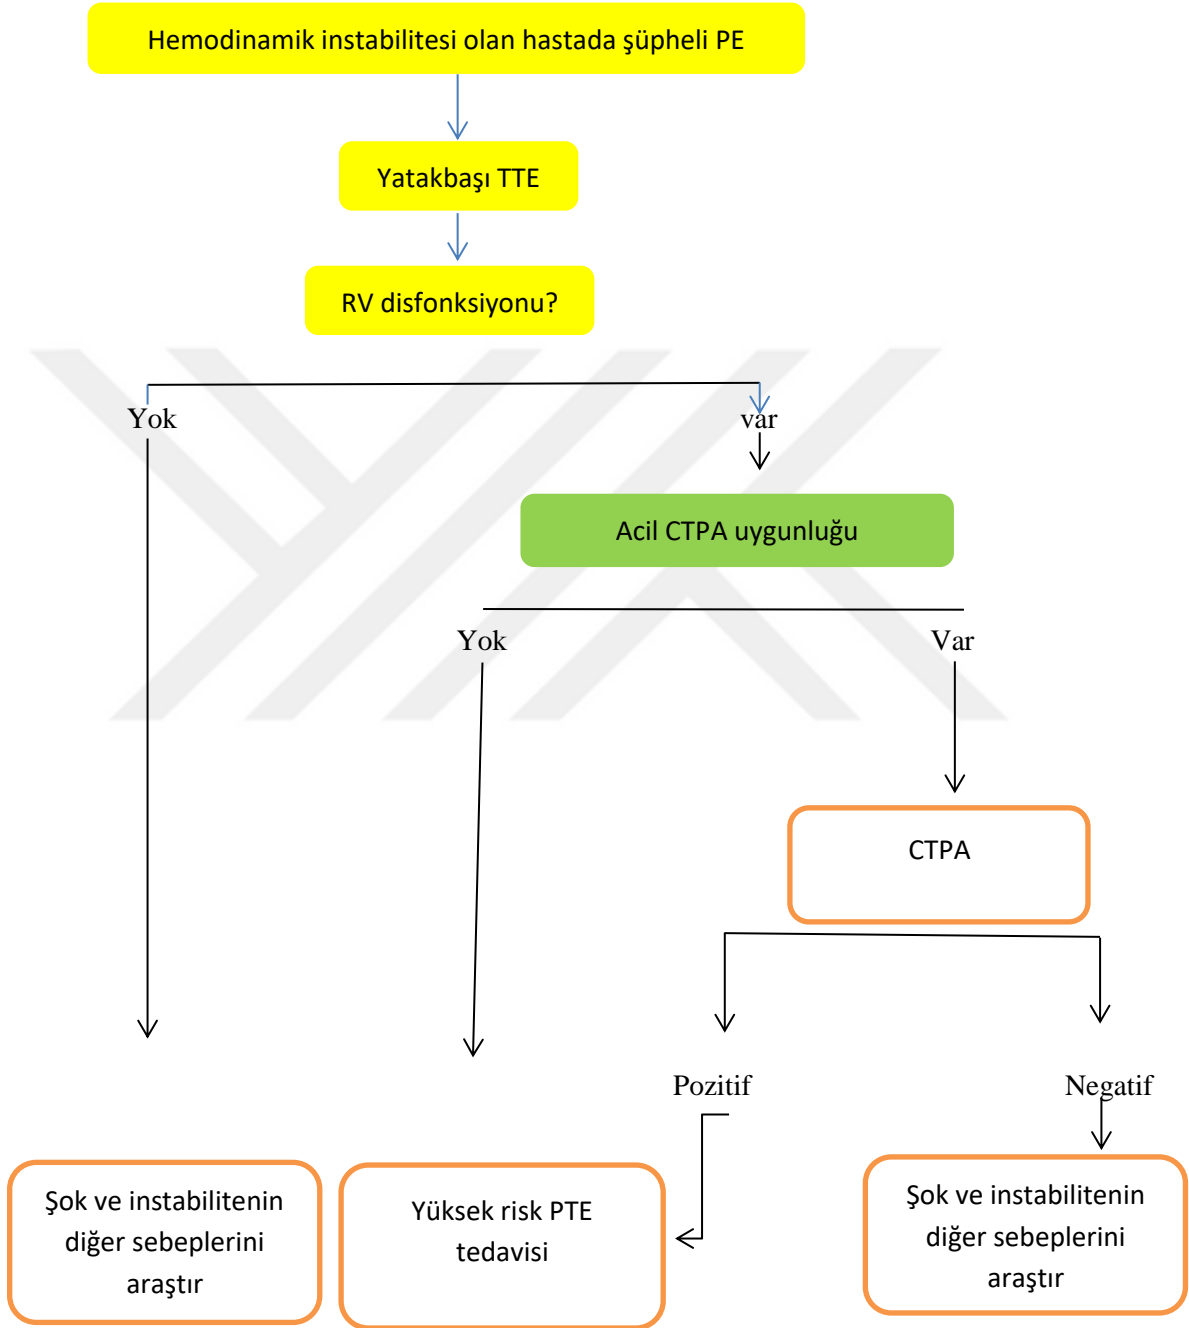 Hemodinamik instabilitesi olan hastada şüpheli PE
Yatakbaşı TTE
RV disfonksiyonu?
Yok
var
Acil CTPA uygunluğu
Yok
Var
CTPA
Pozitif
Negatif
Şok ve instabilitenin
diğer sebeplerini
araştır
Yüksek risk PTE
tedavisi
Şok ve instabilitenin
diğer sebeplerini
araştır